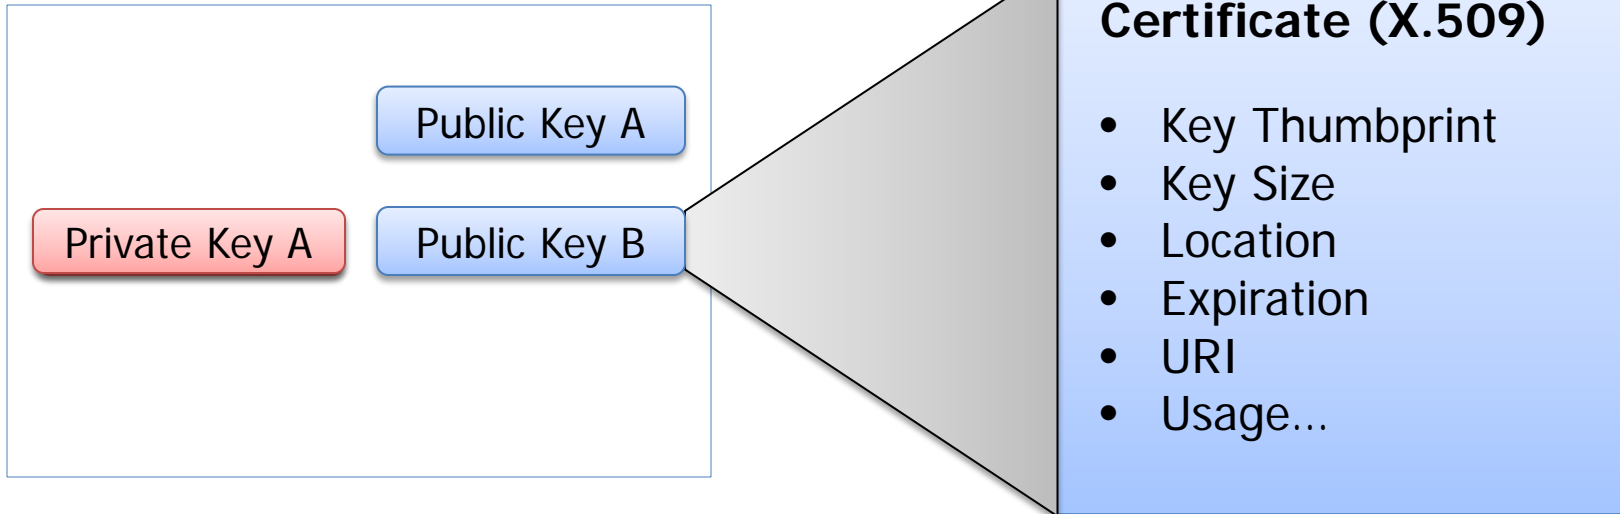 Public Key A
Private Key A
Public Key B
Certificate (X.509)
• Key Thumbprint
• Key Size
• Location
• Expiration
• URI
• Usage...